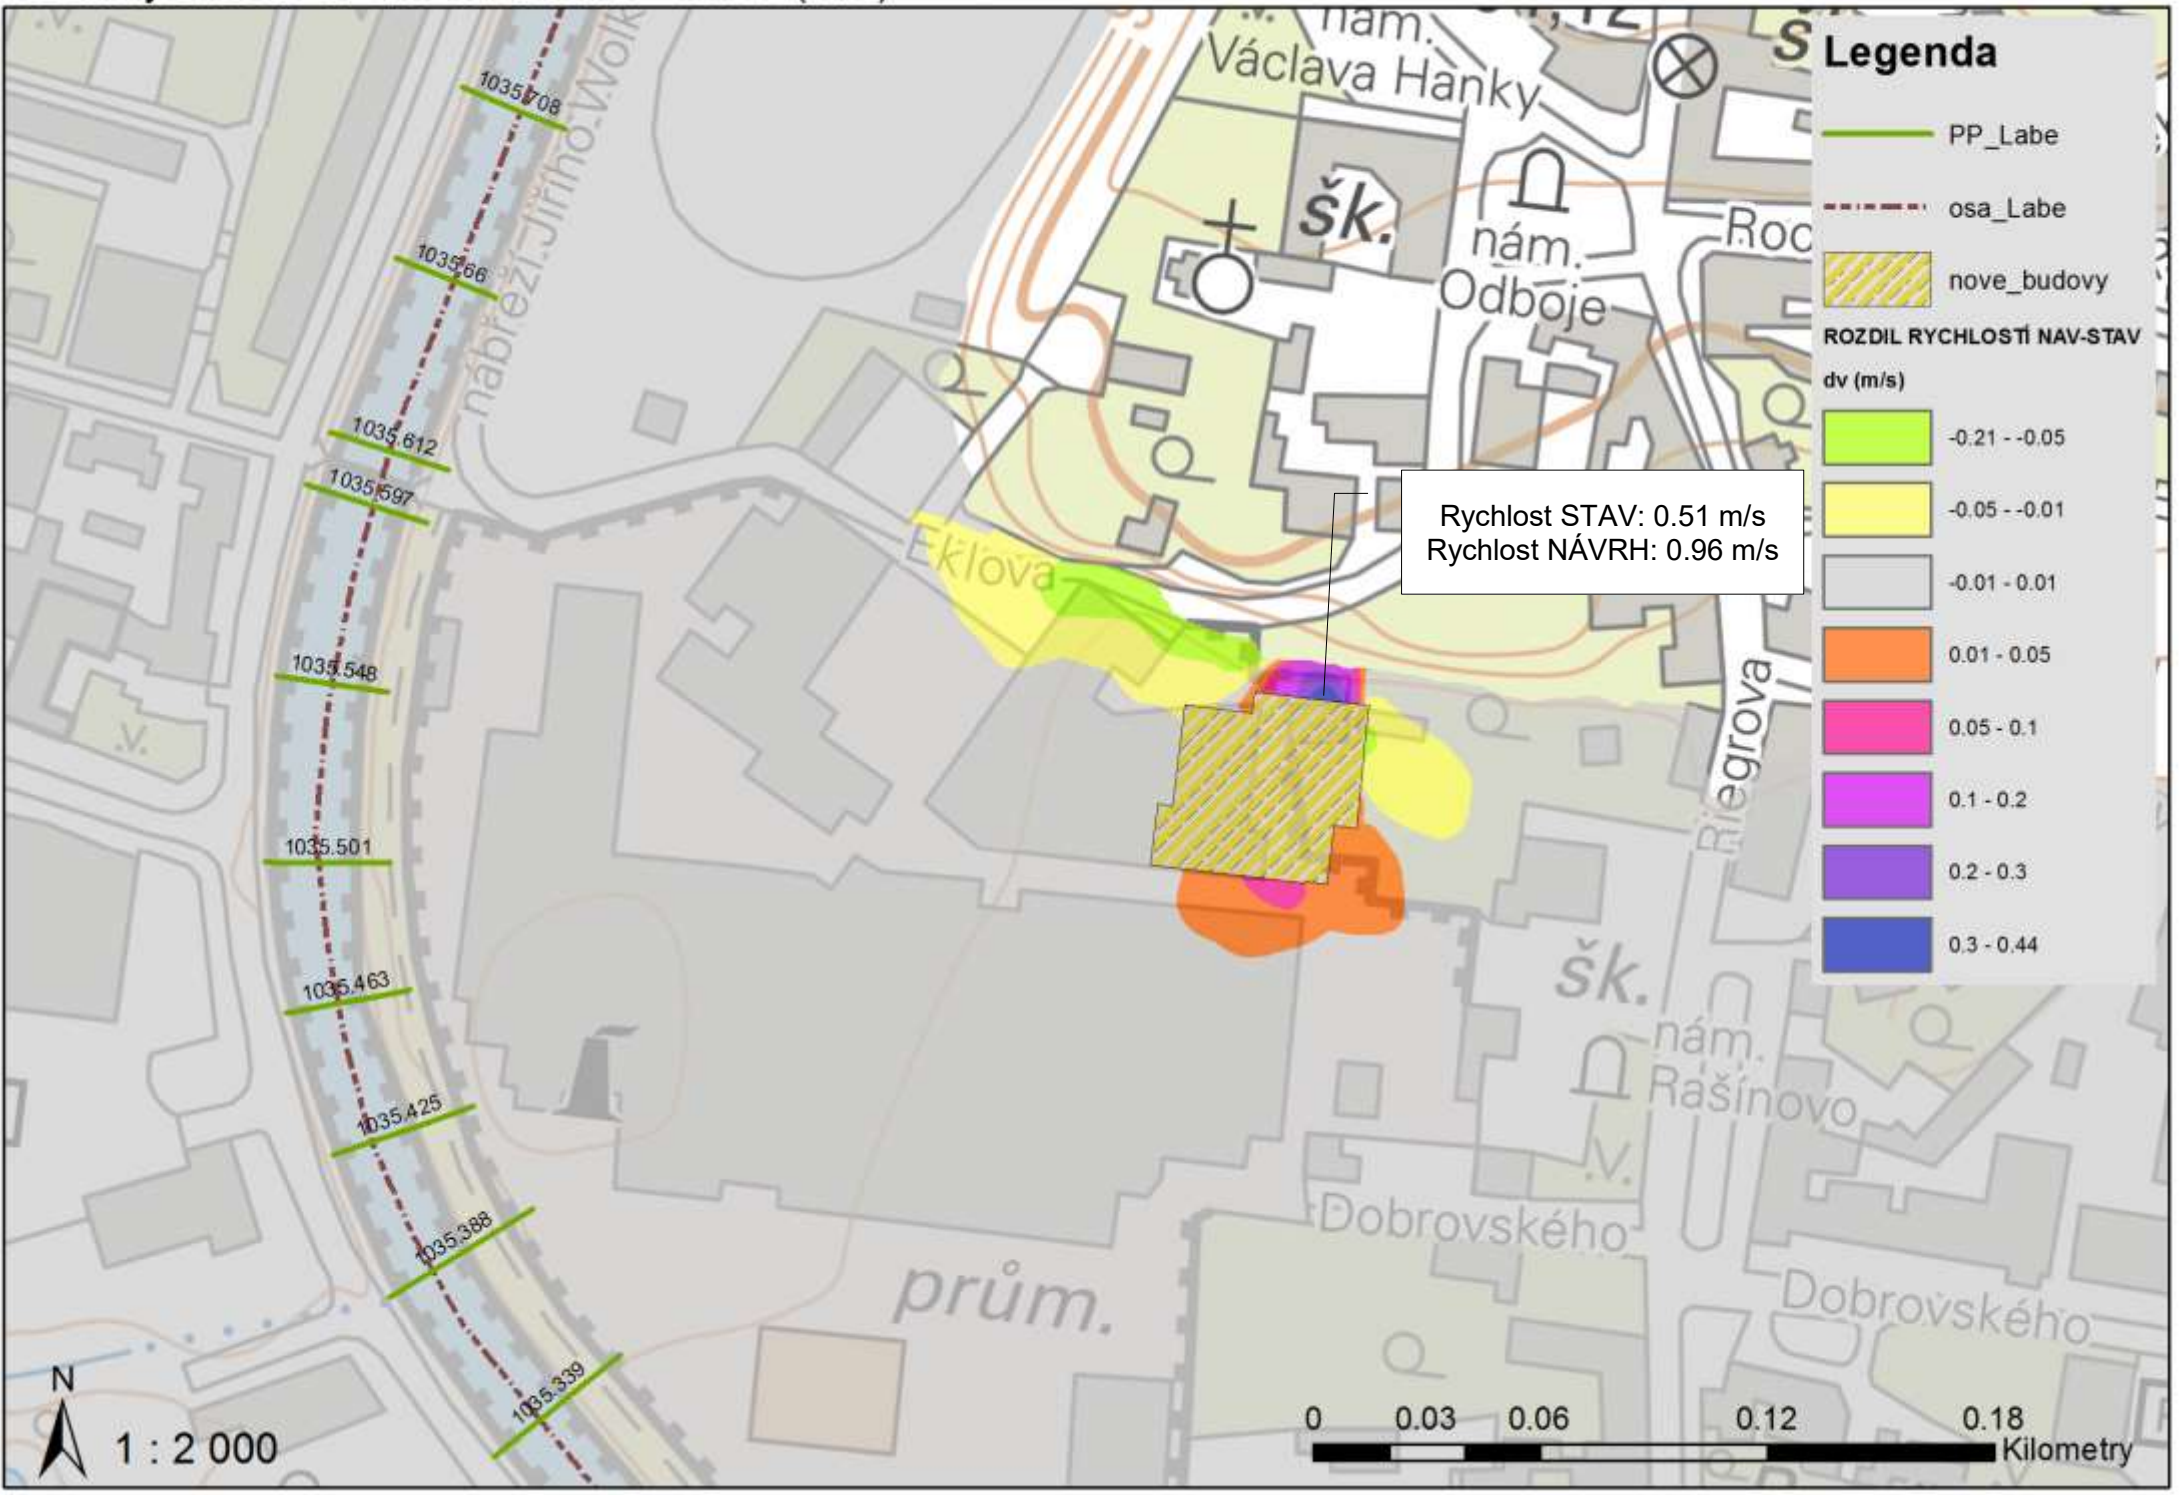 1035.708
nábřeží Jiřího Wolk
1035.66
1035.612
1035.597
1035.548
1035.501
1035.463
1035.425
1035.388
1035.339
nám.
Václava Hanky
šk.
nám.
Odboje
Roc
Eklova
Riegrova
šk.
nám.
Rašínovo
Dobrovského
Dobrovského
prům.
.v.
.v.
Rychlost STAV: 0.51 m/s
Rychlost NÁVRH: 0.96 m/s
Legenda
PP_Labe
osa_Labe
nove_budovy
ROZDIL RYCHLOSTÍ NAV-STAV
dv (m/s)
-0.21 - -0.05
-0.05 - -0.01
-0.01 - 0.01
0.01 - 0.05
0.05 - 0.1
0.1 - 0.2
0.2 - 0.3
0.3 - 0.44
N
1 : 2 000
0 0.03 0.06 0.12 0.18
Kilometry